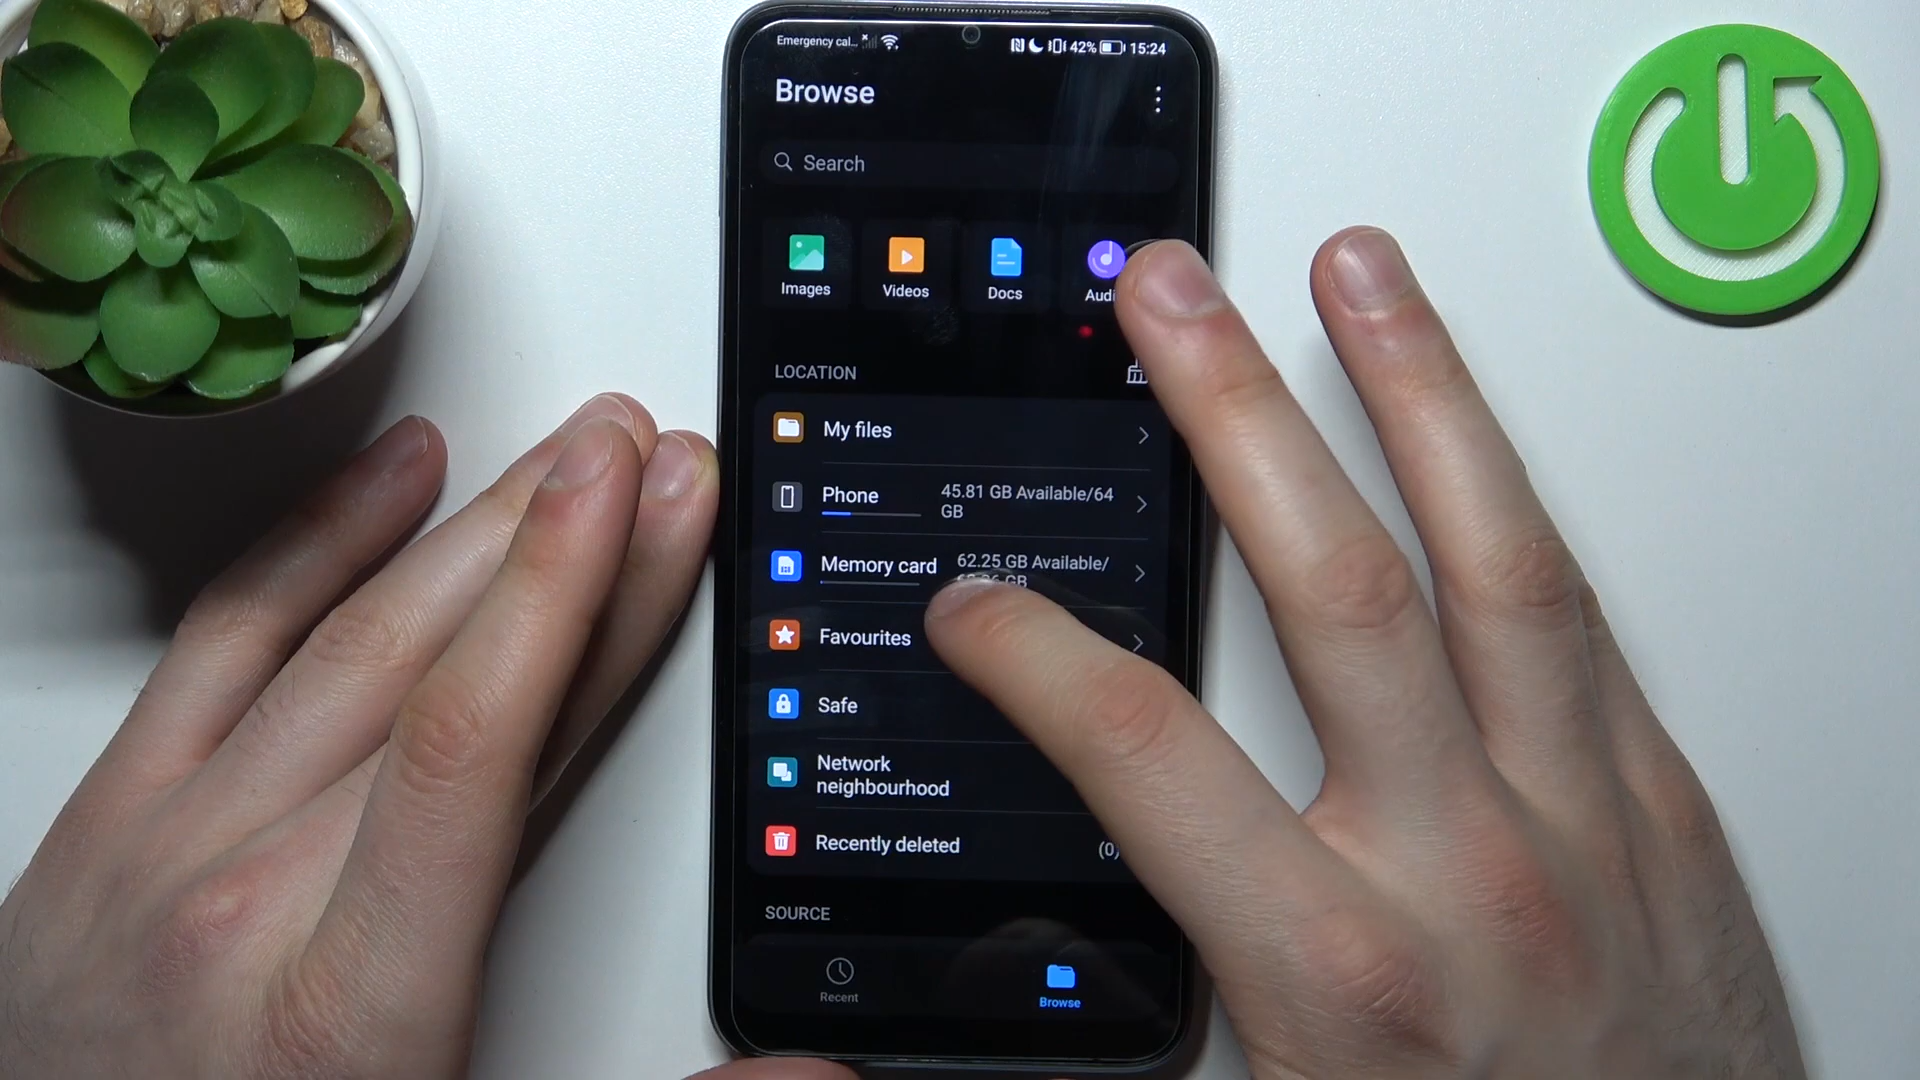 Emergency cal... 42% 15:24
Browse
Search
Images Videos Docs Audi
LOCATION
My files
Phone 45.81 GB Available/64
GB
Memory card 62.25 GB Available/
GB
Favourites
Safe
Network
neighbourhood
Recently deleted (0)
SOURCE
Recent Browse